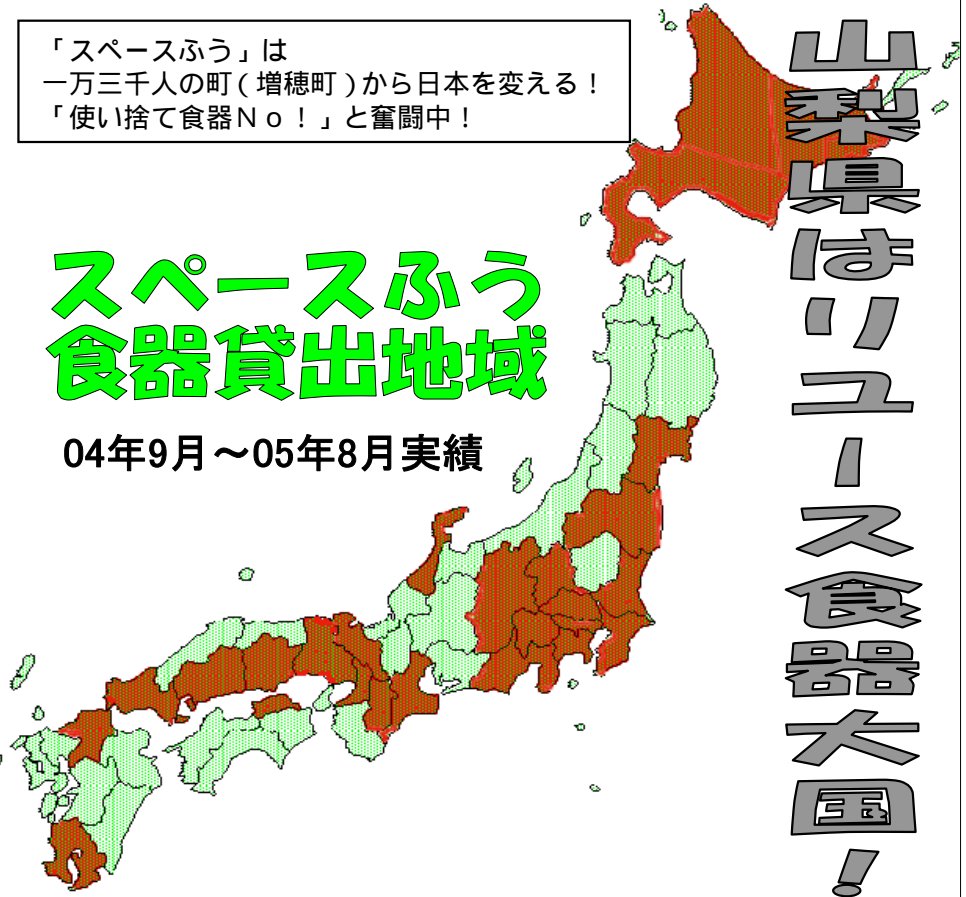 「スペースふう」は
一万三千人の町(増穂町)から日本を変える!
「使い捨て食器No!」と奮闘中!
スペースふう
食器貸出地域
04年9月～05年8月実績
山梨県はリユース食器大国!